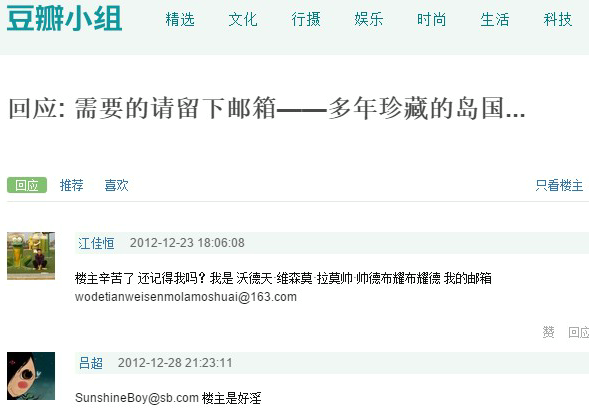 豆瓣小组 精选 文化 行摄 娱乐 时尚 生活 科技
回应: 需要的请留下邮箱——多年珍藏的岛国...
回应 推荐 喜欢 只看楼主
江佳恒 2012-12-23 18:06:08
楼主辛苦了 还记得我吗? 我是 沃德天·维森莫·拉莫帅·帅德布耀布耀德 我的邮箱
wodetianweisenmolamoshuai@163.com
赞 回应
吕超 2012-12-28 21:23:11
SunshineBoy@sb.com 楼主是好淫